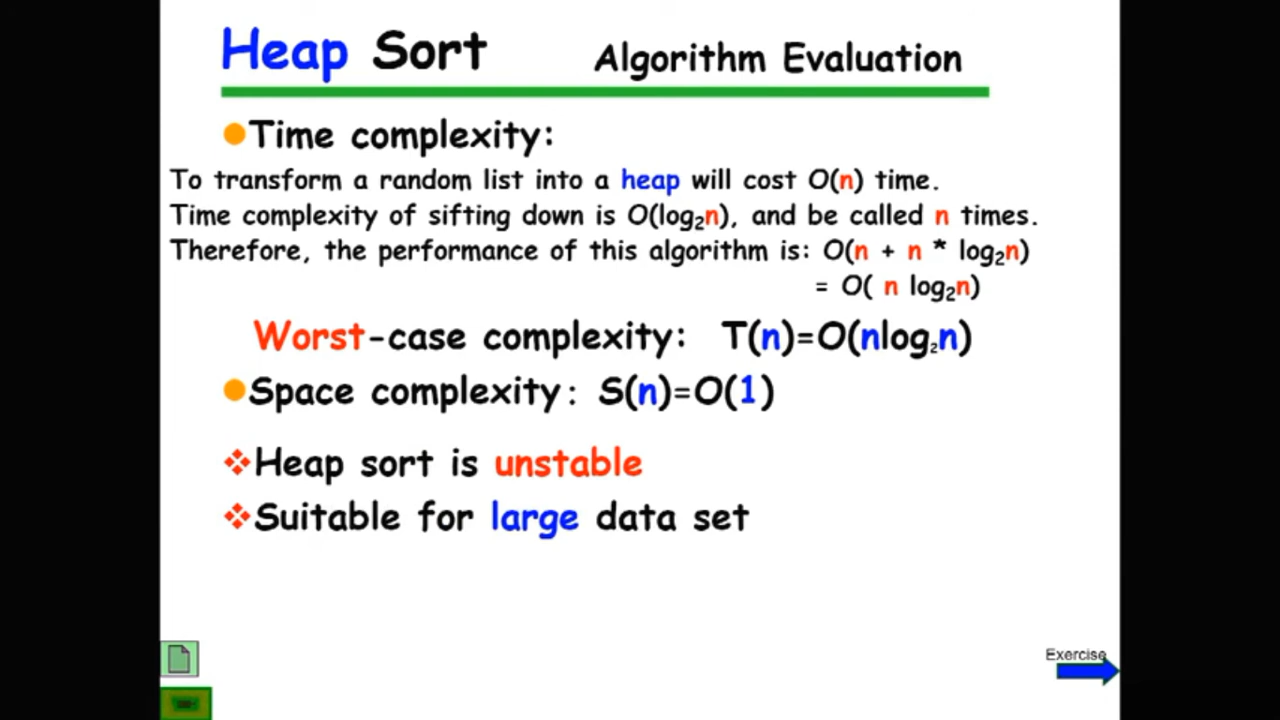 Heap Sort Algorithm Evaluation
Time complexity:
To transform a random list into a heap will cost O(n) time.
Time complexity of sifting down is O(log₂n), and be called n times.
Therefore, the performance of this algorithm is: O(n + n * log₂n)
= O( n log₂n)
Worst-case complexity: T(n)=O(nlog₂n)
Space complexity: S(n)=O(1)
Heap sort is unstable
Suitable for large data set
Exercise